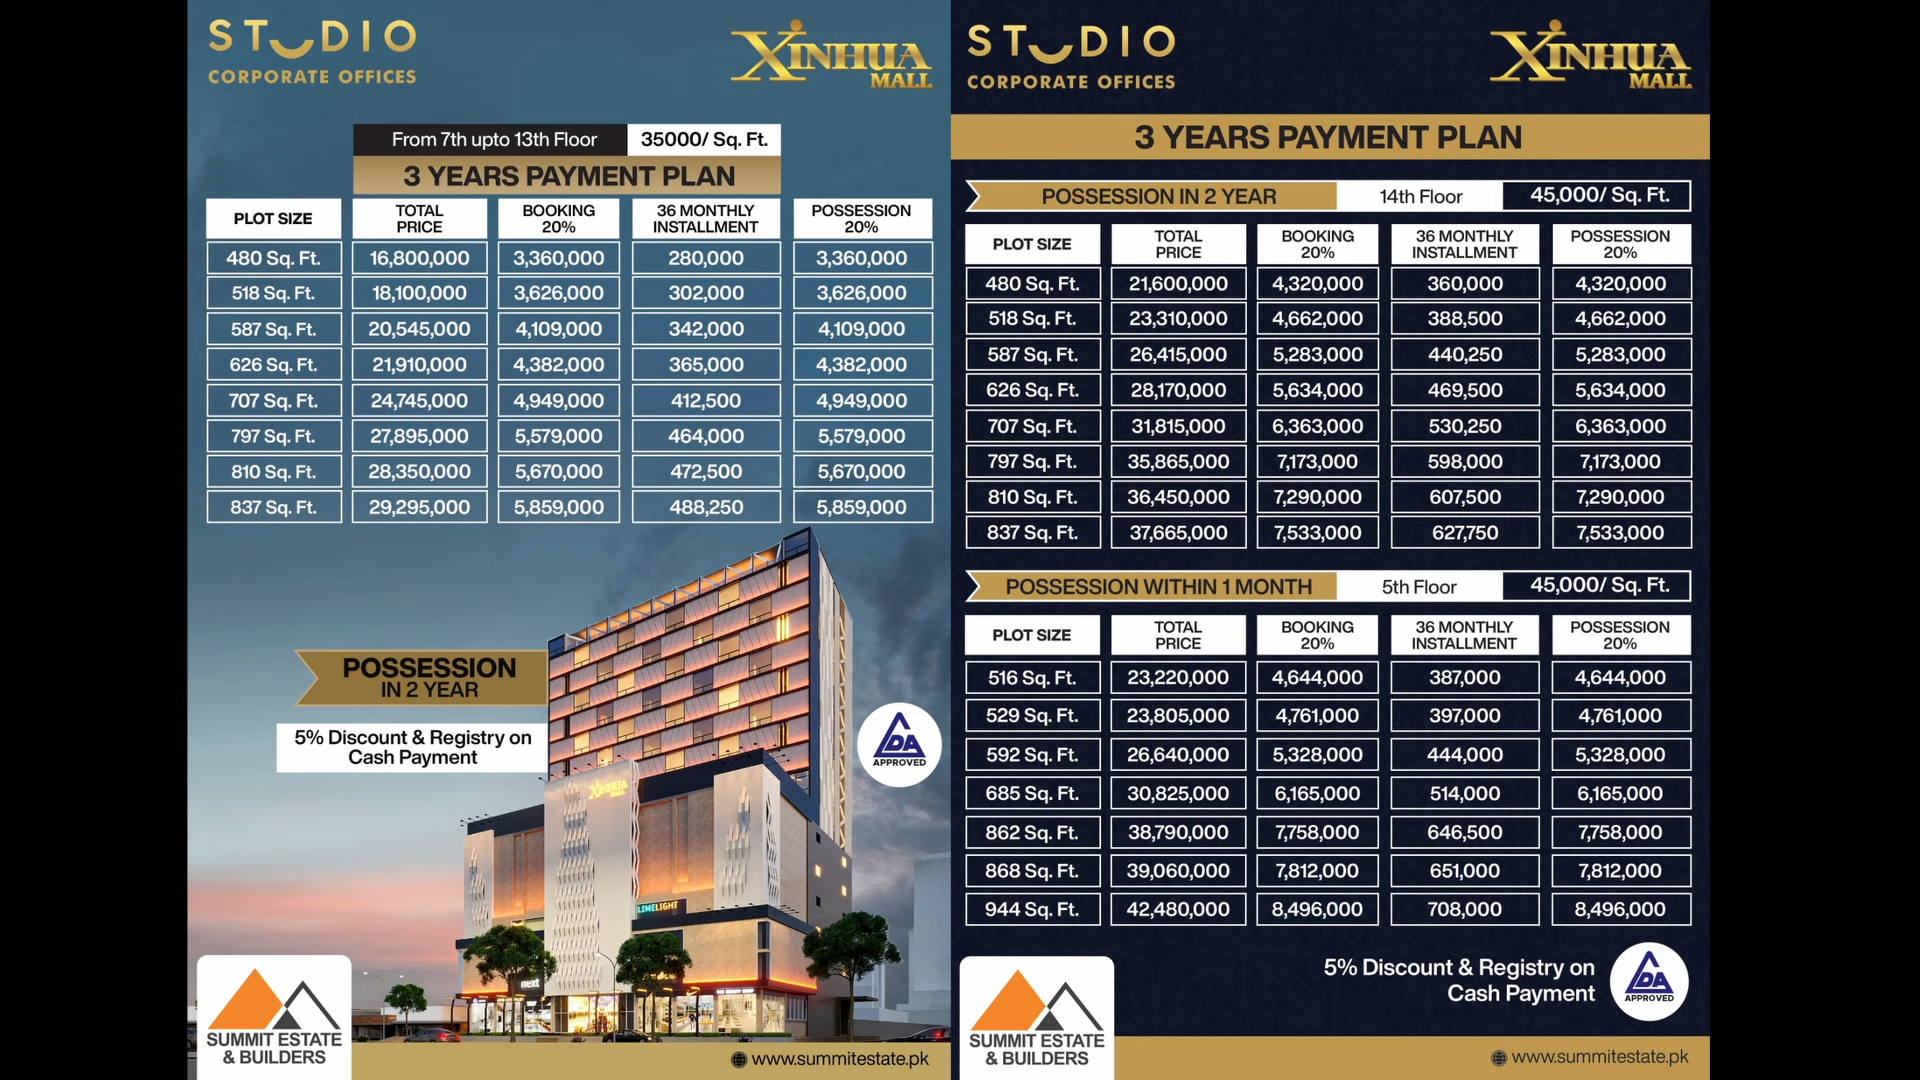 STUDIO
CORPORATE OFFICES
XINHUA
MALL
From 7th upto 13th Floor 35000/ Sq. Ft.
3 YEARS PAYMENT PLAN
PLOT SIZE TOTAL PRICE BOOKING 20% 36 MONTHLY INSTALLMENT POSSESSION 20%
480 Sq. Ft. 16,800,000 3,360,000 280,000 3,360,000
518 Sq. Ft. 18,100,000 3,626,000 302,000 3,626,000
587 Sq. Ft. 20,545,000 4,109,000 342,000 4,109,000
626 Sq. Ft. 21,910,000 4,382,000 365,000 4,382,000
707 Sq. Ft. 24,745,000 4,949,000 412,500 4,949,000
797 Sq. Ft. 27,895,000 5,579,000 464,000 5,579,000
810 Sq. Ft. 28,350,000 5,670,000 472,500 5,670,000
837 Sq. Ft. 29,295,000 5,859,000 488,250 5,859,000
POSSESSION
IN 2 YEAR
5% Discount & Registry on
Cash Payment
LDA
APPROVED
XINHUA
MALL
LIMELIGHT
next
SUMMIT ESTATE
& BUILDERS
www.summitestate.pk
STUDIO
CORPORATE OFFICES
XINHUA
MALL
3 YEARS PAYMENT PLAN
POSSESSION IN 2 YEAR 14th Floor 45,000/ Sq. Ft.
PLOT SIZE TOTAL PRICE BOOKING 20% 36 MONTHLY INSTALLMENT POSSESSION 20%
480 Sq. Ft. 21,600,000 4,320,000 360,000 4,320,000
518 Sq. Ft. 23,310,000 4,662,000 388,500 4,662,000
587 Sq. Ft. 26,415,000 5,283,000 440,250 5,283,000
626 Sq. Ft. 28,170,000 5,634,000 469,500 5,634,000
707 Sq. Ft. 31,815,000 6,363,000 530,250 6,363,000
797 Sq. Ft. 35,865,000 7,173,000 598,000 7,173,000
810 Sq. Ft. 36,450,000 7,290,000 607,500 7,290,000
837 Sq. Ft. 37,665,000 7,533,000 627,750 7,533,000
POSSESSION WITHIN 1 MONTH 5th Floor 45,000/ Sq. Ft.
PLOT SIZE TOTAL PRICE BOOKING 20% 36 MONTHLY INSTALLMENT POSSESSION 20%
516 Sq. Ft. 23,220,000 4,644,000 387,000 4,644,000
529 Sq. Ft. 23,805,000 4,761,000 397,000 4,761,000
592 Sq. Ft. 26,640,000 5,328,000 444,000 5,328,000
685 Sq. Ft. 30,825,000 6,165,000 514,000 6,165,000
862 Sq. Ft. 38,790,000 7,758,000 646,500 7,758,000
868 Sq. Ft. 39,060,000 7,812,000 651,000 7,812,000
944 Sq. Ft. 42,480,000 8,496,000 708,000 8,496,000
5% Discount & Registry on
Cash Payment
LDA
APPROVED
SUMMIT ESTATE
& BUILDERS
www.summitestate.pk